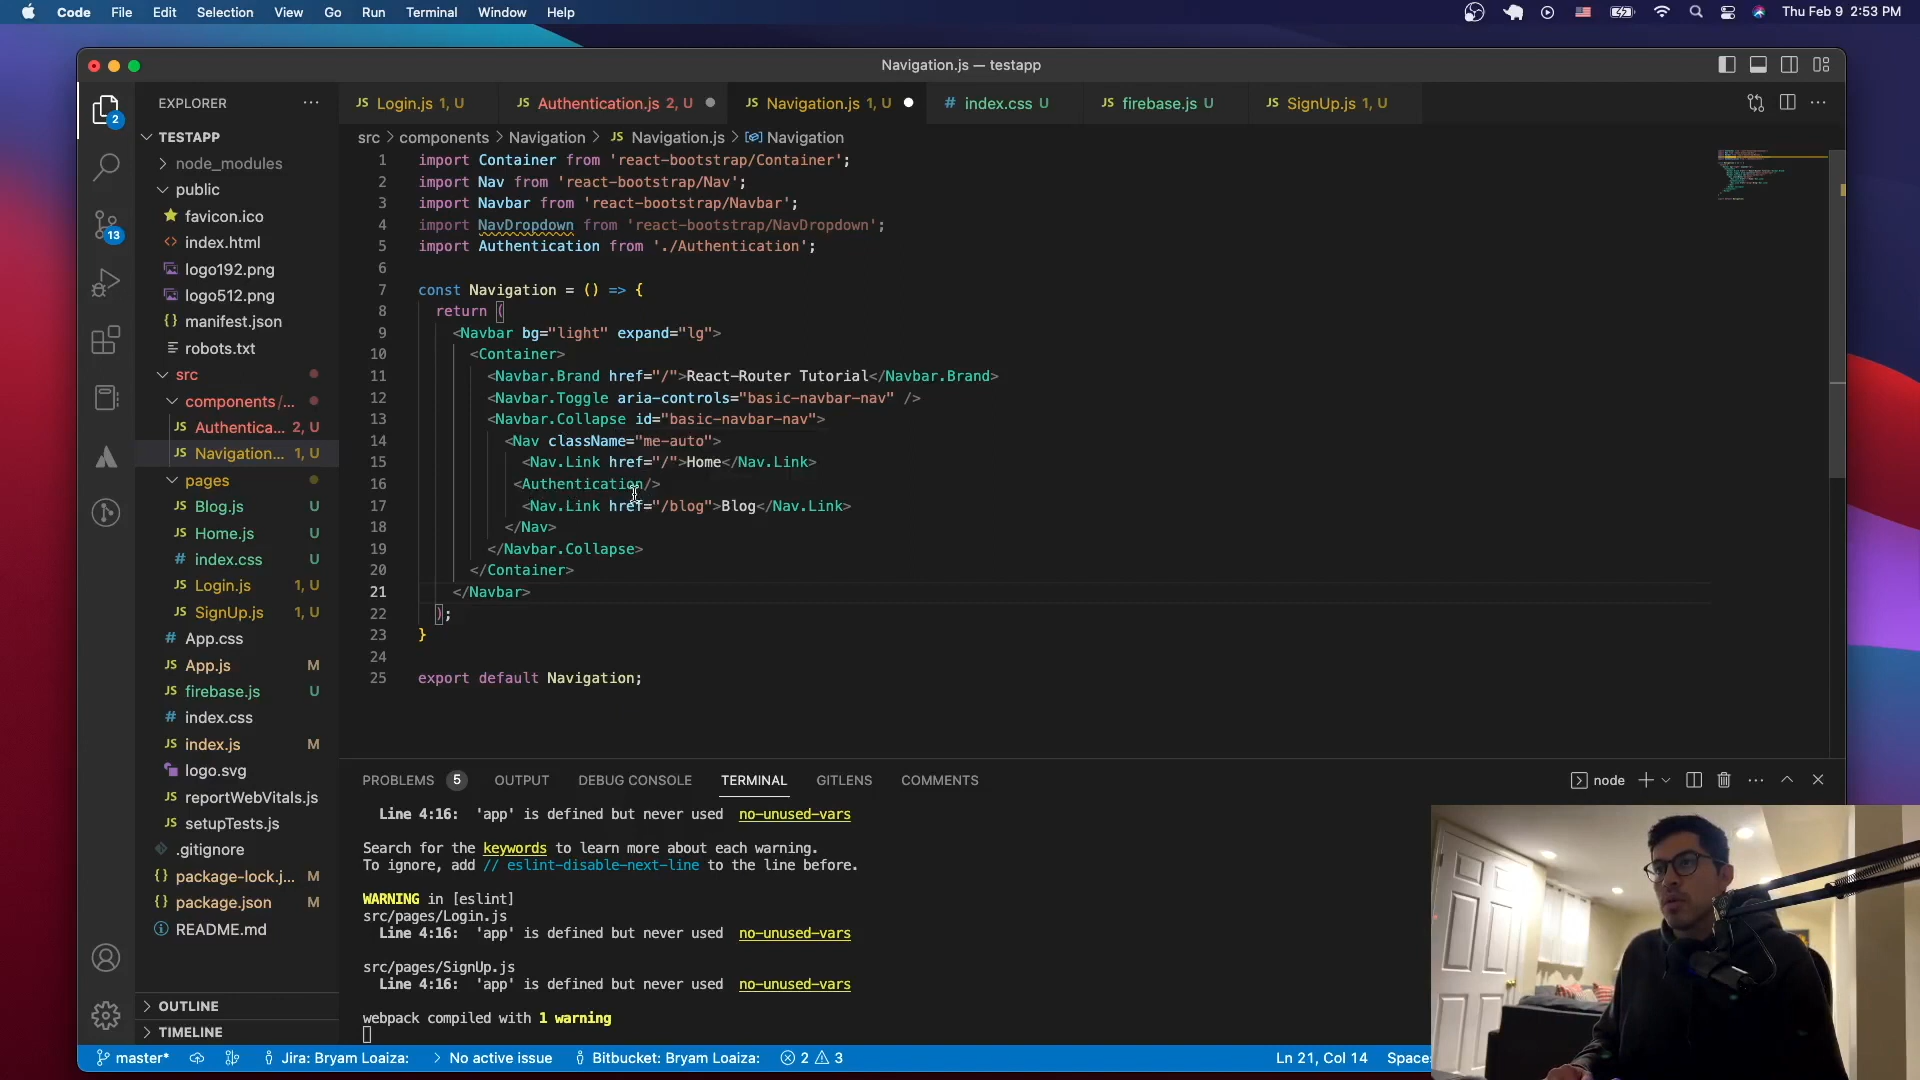 Code File Edit Selection View Go Run Terminal Window Help Thu Feb 9 2:53 PM
Navigation.js — testapp
EXPLORER
JS Login.js 1, U JS Authentication.js 2, U JS Navigation.js 1, U # index.css U JS firebase.js U JS SignUp.js 1, U
src > components > Navigation > JS Navigation.js > Navigation
TESTAPP
node_modules
public
favicon.ico
index.html
logo192.png
logo512.png
manifest.json
robots.txt
src
components/...
JS Authentica... 2, U
JS Navigation... 1, U
pages
JS Blog.js U
JS Home.js U
# index.css U
JS Login.js 1, U
JS SignUp.js 1, U
# App.css
JS App.js M
JS firebase.js U
# index.css
JS index.js M
logo.svg
JS reportWebVitals.js
JS setupTests.js
.gitignore
{} package-lock.j... M
{} package.json M
README.md
OUTLINE
TIMELINE
2
13
1 import Container from 'react-bootstrap/Container';
2 import Nav from 'react-bootstrap/Nav';
3 import Navbar from 'react-bootstrap/Navbar';
4 import NavDropdown from 'react-bootstrap/NavDropdown';
5 import Authentication from './Authentication';
6
7 const Navigation = () => {
8 return (
9 <Navbar bg="light" expand="lg">
10 <Container>
11 <Navbar.Brand href="/">React-Router Tutorial</Navbar.Brand>
12 <Navbar.Toggle aria-controls="basic-navbar-nav" />
13 <Navbar.Collapse id="basic-navbar-nav">
14 <Nav className="me-auto">
15 <Nav.Link href="/">Home</Nav.Link>
16 <Authentication/>
17 <Nav.Link href="/blog">Blog</Nav.Link>
18 </Nav>
19 </Navbar.Collapse>
20 </Container>
21 </Navbar>
22 );
23 }
24
25 export default Navigation;
PROBLEMS 5 OUTPUT DEBUG CONSOLE TERMINAL GITLENS COMMENTS node
Line 4:16: 'app' is defined but never used no-unused-vars
Search for the keywords to learn more about each warning.
To ignore, add // eslint-disable-next-line to the line before.
WARNING in [eslint]
src/pages/Login.js
Line 4:16: 'app' is defined but never used no-unused-vars
src/pages/SignUp.js
Line 4:16: 'app' is defined but never used no-unused-vars
webpack compiled with 1 warning
master* Jira: Bryam Loaiza: No active issue Bitbucket: Bryam Loaiza: 2 3 Ln 21, Col 14 Spaces